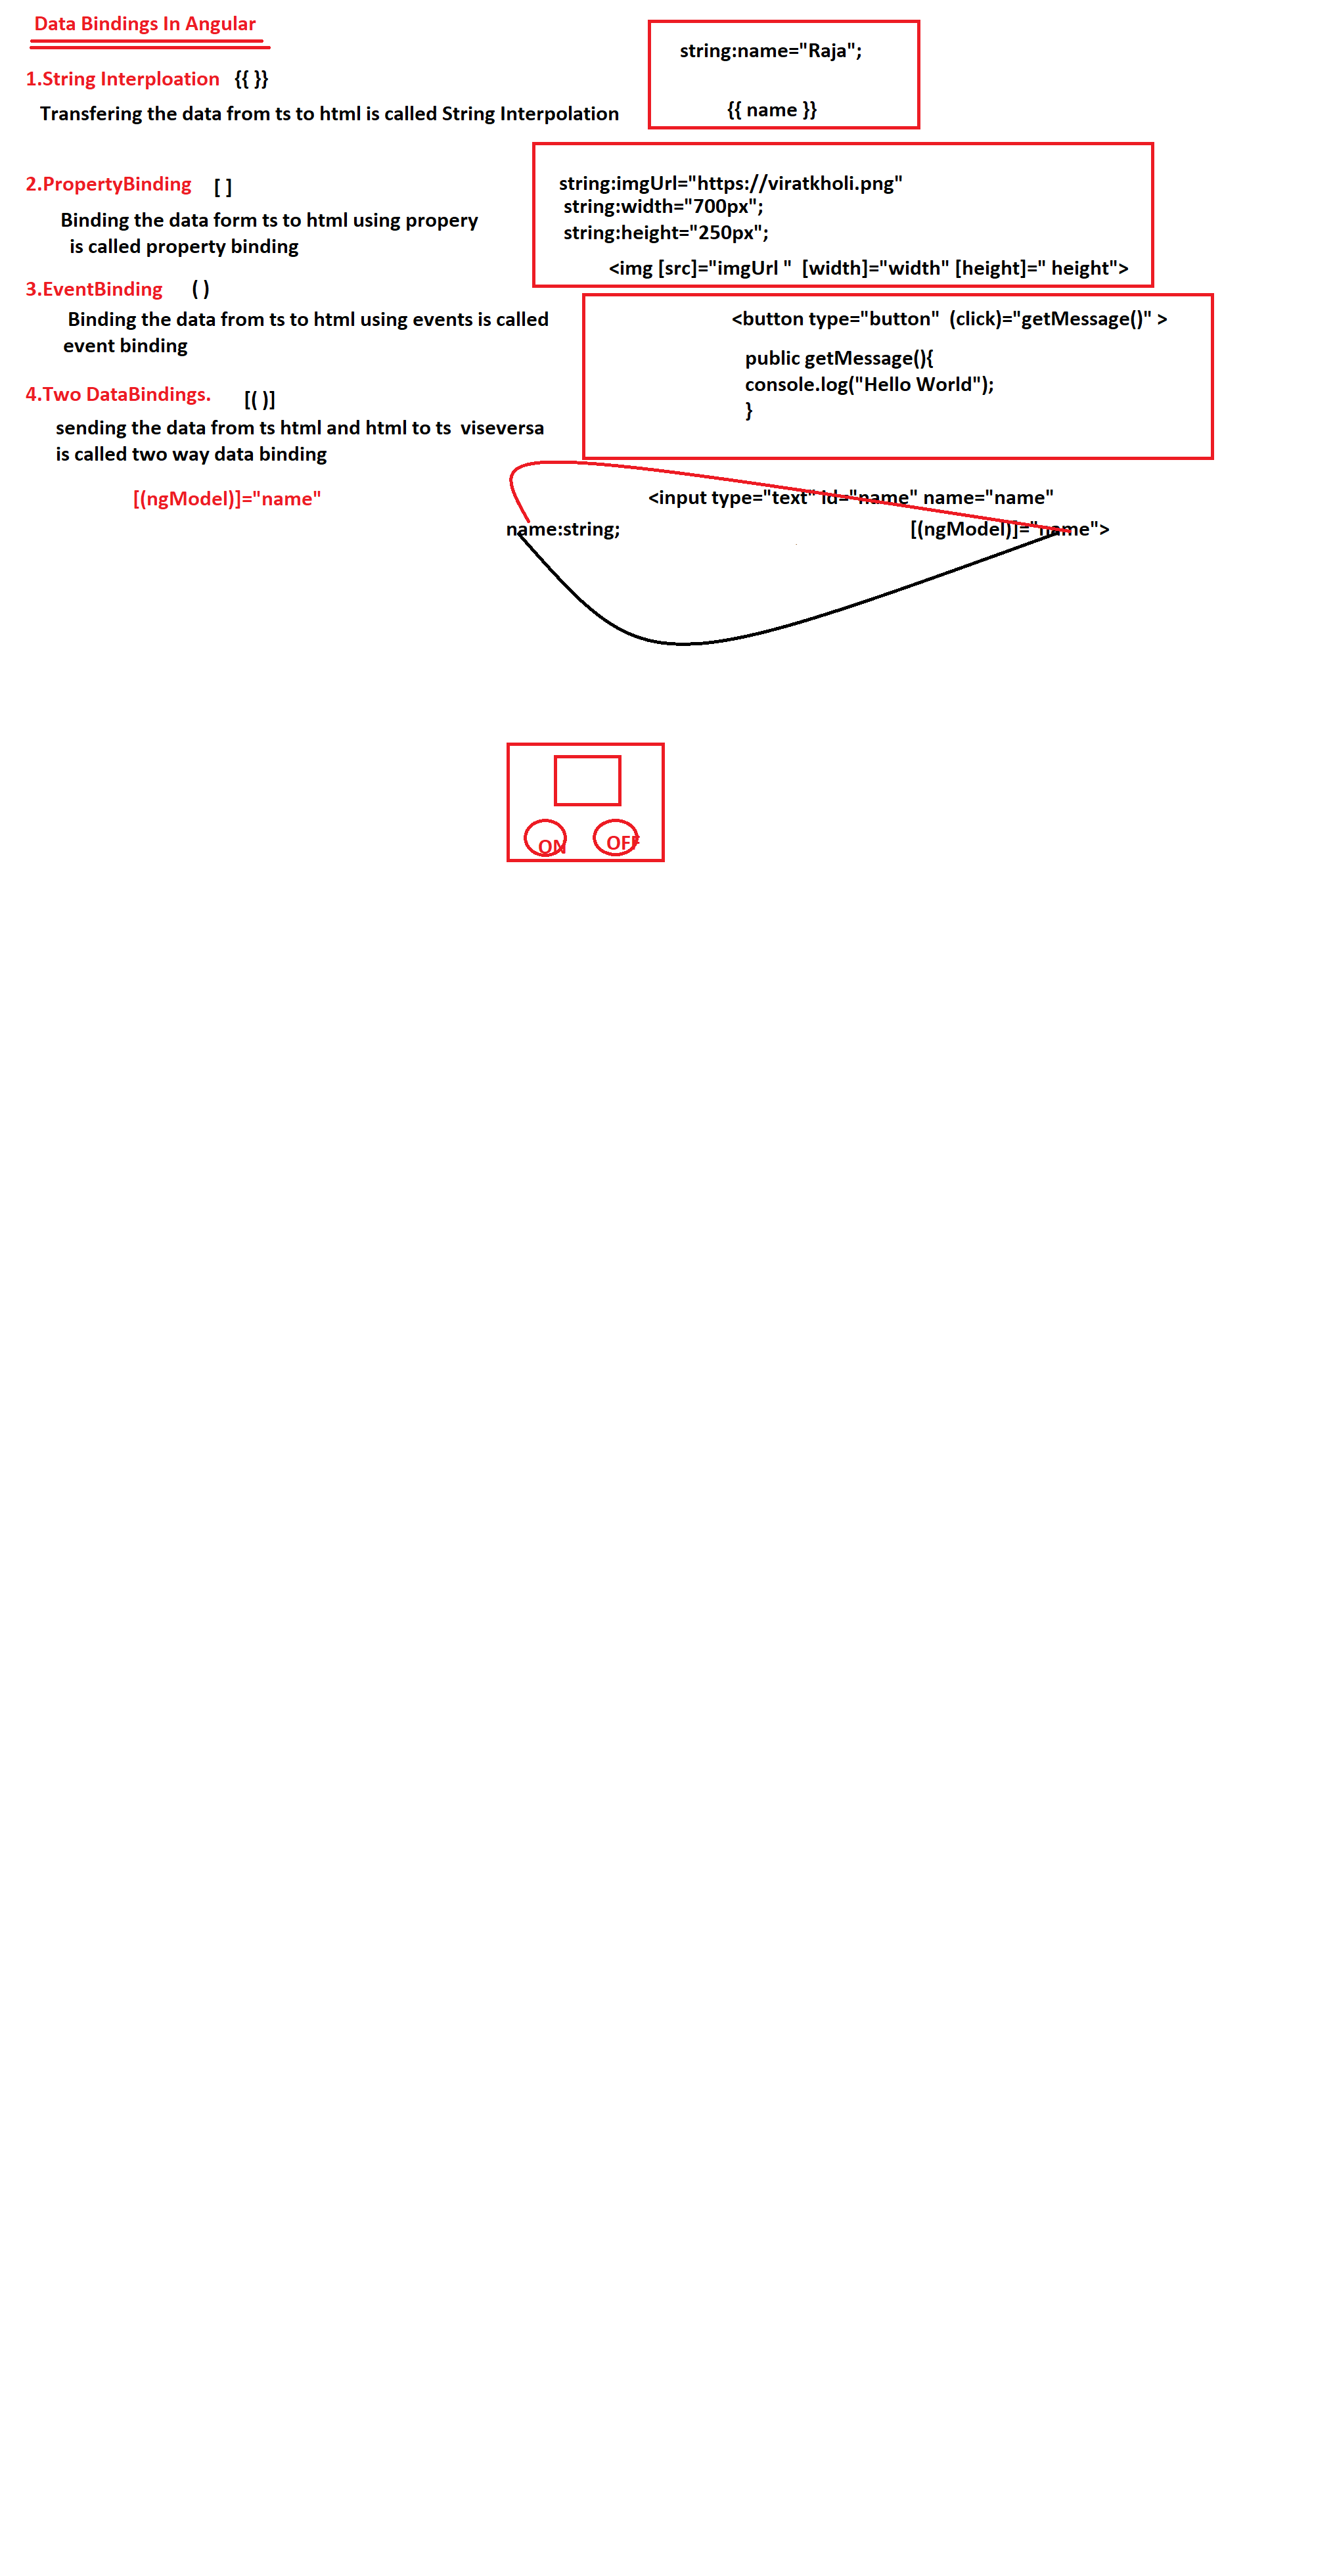 Data Bindings In Angular
1.String Interploation {{ }}
Transfering the data from ts to html is called String Interpolation
string:name="Raja";
{{ name }}
2.PropertyBinding [ ]
Binding the data form ts to html using propery
is called property binding
string:imgUrl="https://viratkholi.png"
string:width="700px";
string:height="250px";
<img [src]="imgUrl " [width]="width" [height]=" height">
3.EventBinding ( )
Binding the data from ts to html using events is called
event binding
<button type="button" (click)="getMessage()" >
public getMessage(){
console.log("Hello World");
}
4.Two DataBindings. [( )]
sending the data from ts html and html to ts viseversa
is called two way data binding
[(ngModel)]="name"
<input type="text" id="name" name="name"
name:string; [(ngModel)]="name">
ON OFF